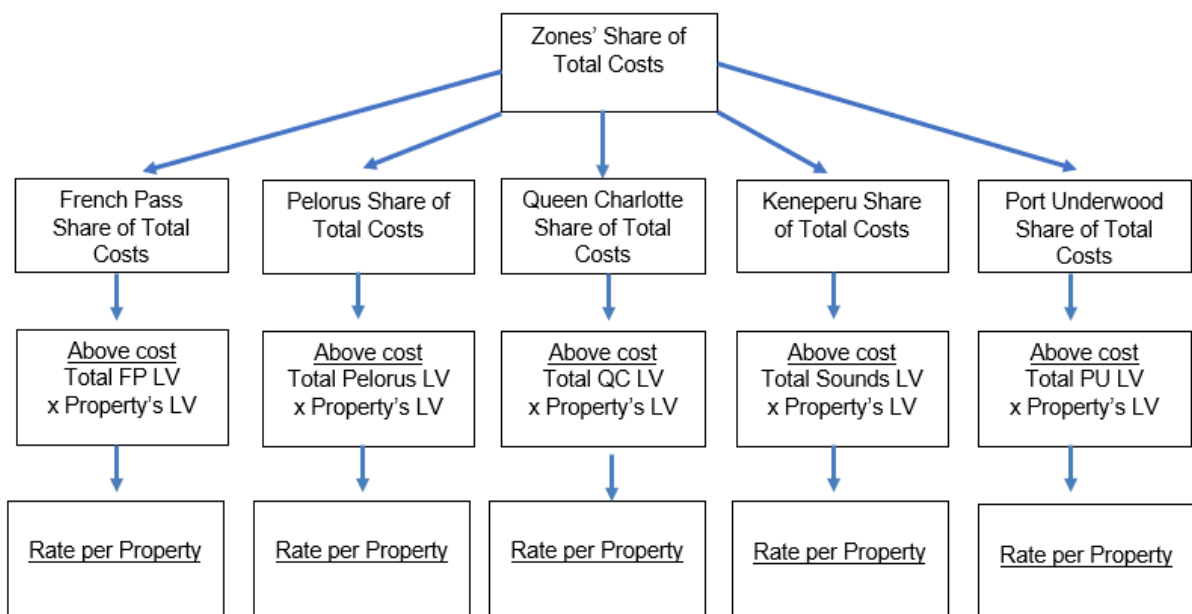 Zones’ Share of
Total Costs
French Pass
Share of Total
Costs
Pelorus Share of
Total Costs
Queen Charlotte
Share of Total
Costs
Keneperu Share
of Total Costs
Port Underwood
Share of Total
Costs
Above cost
Total FP LV
x Property’s LV
Above cost
Total Pelorus LV
x Property’s LV
Above cost
Total QC LV
x Property’s LV
Above cost
Total Sounds LV
x Property’s LV
Above cost
Total PU LV
x Property’s LV
Rate per Property
Rate per Property
Rate per Property
Rate per Property
Rate per Property